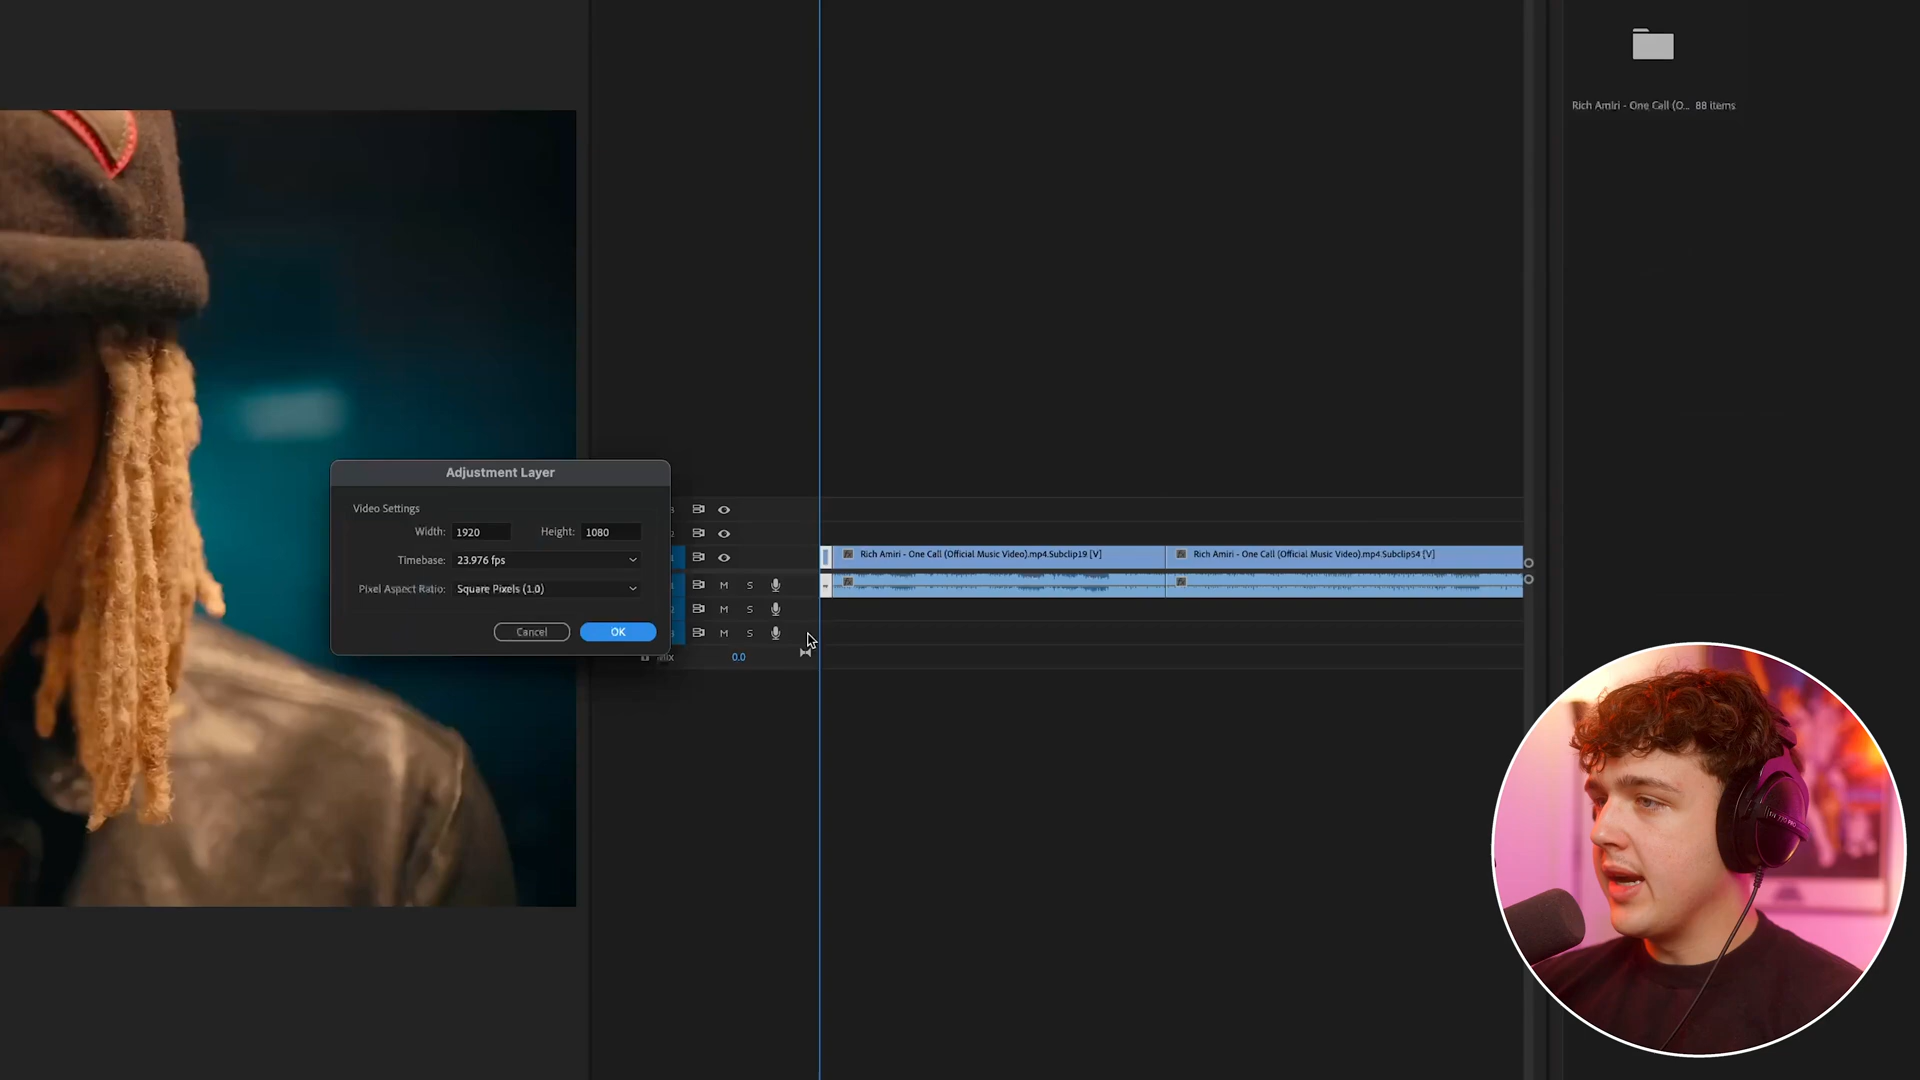 Rich Amiri - One Call (O... 88 items
Adjustment Layer
Video Settings
Width: 1920 Height: 1080
Timebase: 23.976 fps
Pixel Aspect Ratio: Square Pixels (1.0)
Cancel OK
Rich Amiri - One Call (Official Music Video).mp4.Subclip19 [V]
Rich Amiri - One Call (Official Music Video).mp4.Subclip54 [V]
M S
M S
M S
0.0